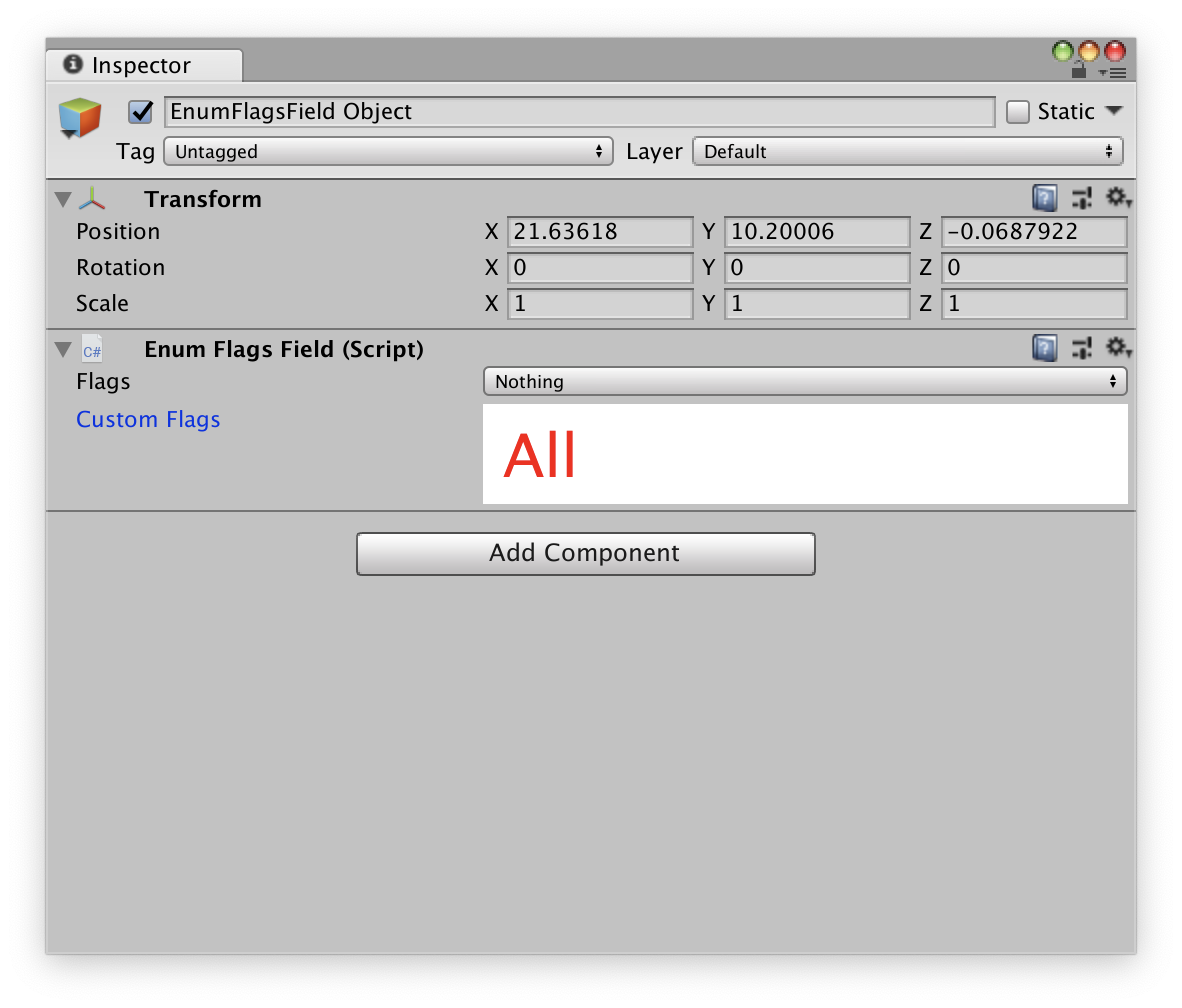 Inspector
EnumFlagsField Object Static
Tag Untagged Layer Default
Transform
Position X 21.63618 Y 10.20006 Z -0.0687922
Rotation X 0 Y 0 Z 0
Scale X 1 Y 1 Z 1
C# Enum Flags Field (Script)
Flags Nothing
Custom Flags All
Add Component